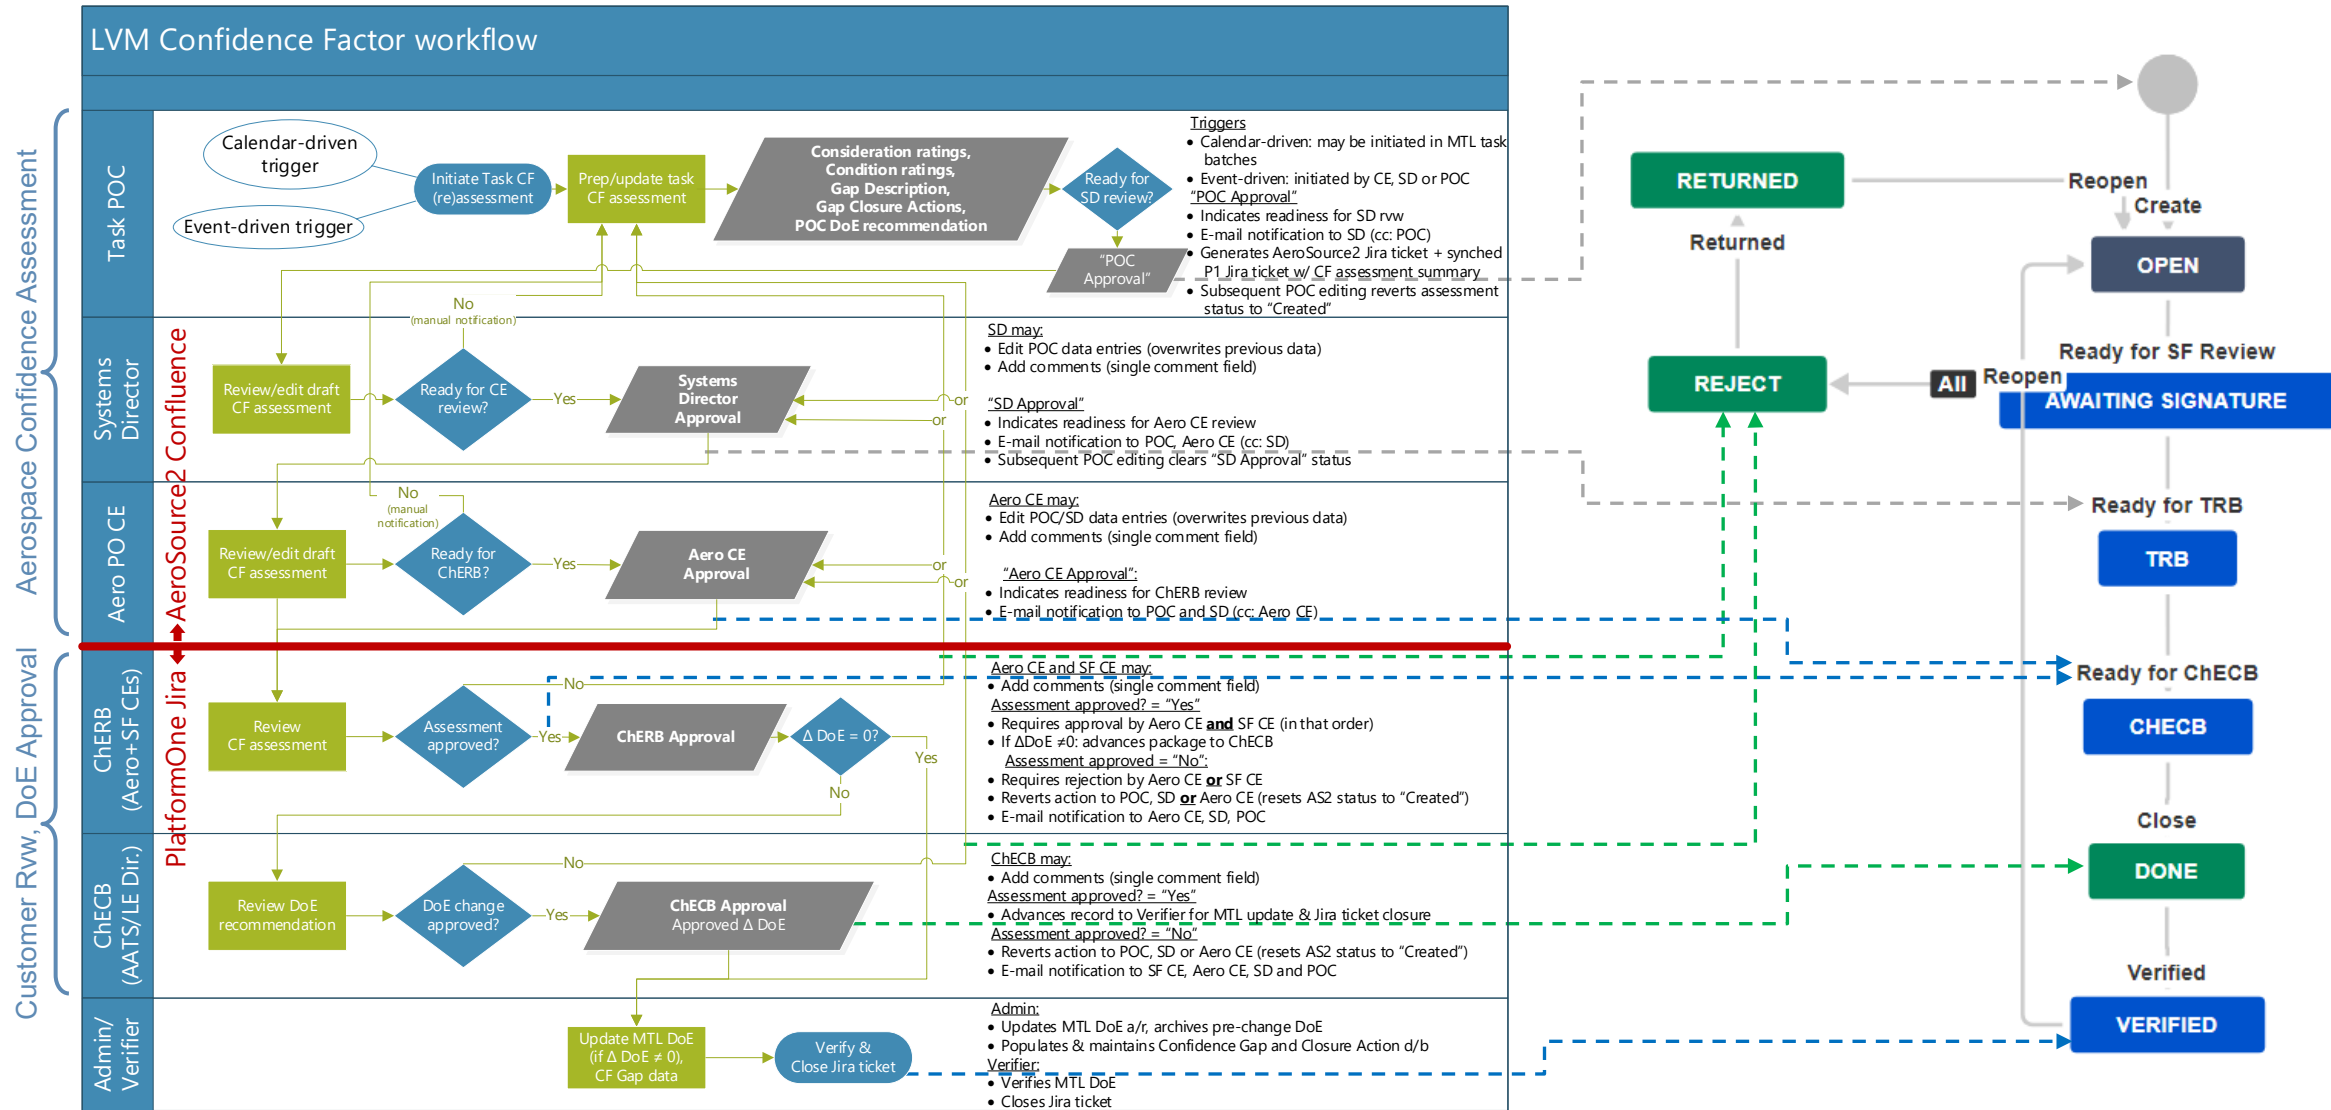 LVM Confidence Factor workflow
Aerospace Confidence Assessment
Customer Rvw, DoE Approval
AeroSource2 Confluence
PlatformOne Jira
Task POC
Calendar-driven
trigger
Event-driven trigger
Initiate Task CF
(re)assessment
Prep/update task
CF assessment
Consideration ratings,
Condition ratings,
Gap Description,
Gap Closure Actions,
POC DoE recommendation
Ready for
SD review?
“POC
Approval”
Triggers
• Calendar-driven: may be initiated in MTL task
batches
• Event-driven: initiated by CE, SD or POC
“POC Approval”
• Indicates readiness for SD rvw
• E-mail notification to SD (cc: POC)
• Generates AeroSource2 Jira ticket + synched
P1 Jira ticket w/ CF assessment summary
• Subsequent POC editing reverts assessment
status to “Created”
Systems
Director
No
(manual notification)
Review/edit draft
CF assessment
Ready for CE
review?
Yes
Systems
Director
Approval
or
or
SD may:
• Edit POC data entries (overwrites previous data)
• Add comments (single comment field)
“SD Approval”
• Indicates readiness for Aero CE review
• E-mail notification to POC, Aero CE (cc: SD)
• Subsequent POC editing clears “SD Approval” status
Aero PO CE
No
(manual
notification)
Review/edit draft
CF assessment
Ready for
ChERB?
Yes
Aero CE
Approval
or
or
Aero CE may:
• Edit POC/SD data entries (overwrites previous data)
• Add comments (single comment field)
“Aero CE Approval”:
• Indicates readiness for ChERB review
• E-mail notification to POC and SD (cc: Aero CE)
ChERB
(Aero+SF CEs)
Review
CF assessment
Assessment
approved?
No
Yes
ChERB Approval
Δ DoE = 0?
Yes
No
Aero CE and SF CE may:
• Add comments (single comment field)
Assessment approved? = “Yes”
• Requires approval by Aero CE and SF CE (in that order)
• If ΔDoE ≠0: advances package to ChECB
Assessment approved = “No”:
• Requires rejection by Aero CE or SF CE
• Reverts action to POC, SD or Aero CE (resets AS2 status to “Created”)
• E-mail notification to Aero CE, SD, POC
ChECB
(AATS/LE Dir.)
Review DoE
recommendation
DoE change
approved?
No
Yes
ChECB Approval
Approved Δ DoE
ChECB may:
• Add comments (single comment field)
Assessment approved? = “Yes”
• Advances record to Verifier for MTL update & Jira ticket closure
Assessment approved? = “No”
• Reverts action to POC, SD or Aero CE (resets AS2 status to “Created”)
• E-mail notification to SF CE, Aero CE, SD and POC
Admin/
Verifier
Update MTL DoE
(if Δ DoE ≠ 0),
CF Gap data
Verify &
Close Jira ticket
Admin:
• Updates MTL DoE a/r, archives pre-change DoE
• Populates & maintains Confidence Gap and Closure Action d/b
Verifier:
• Verifies MTL DoE
• Closes Jira ticket
RETURNED
Reopen
Create
Returned
OPEN
Ready for SF Review
REJECT
All
Reopen
AWAITING SIGNATURE
Ready for TRB
TRB
Ready for ChECB
CHECB
Close
DONE
Verified
VERIFIED